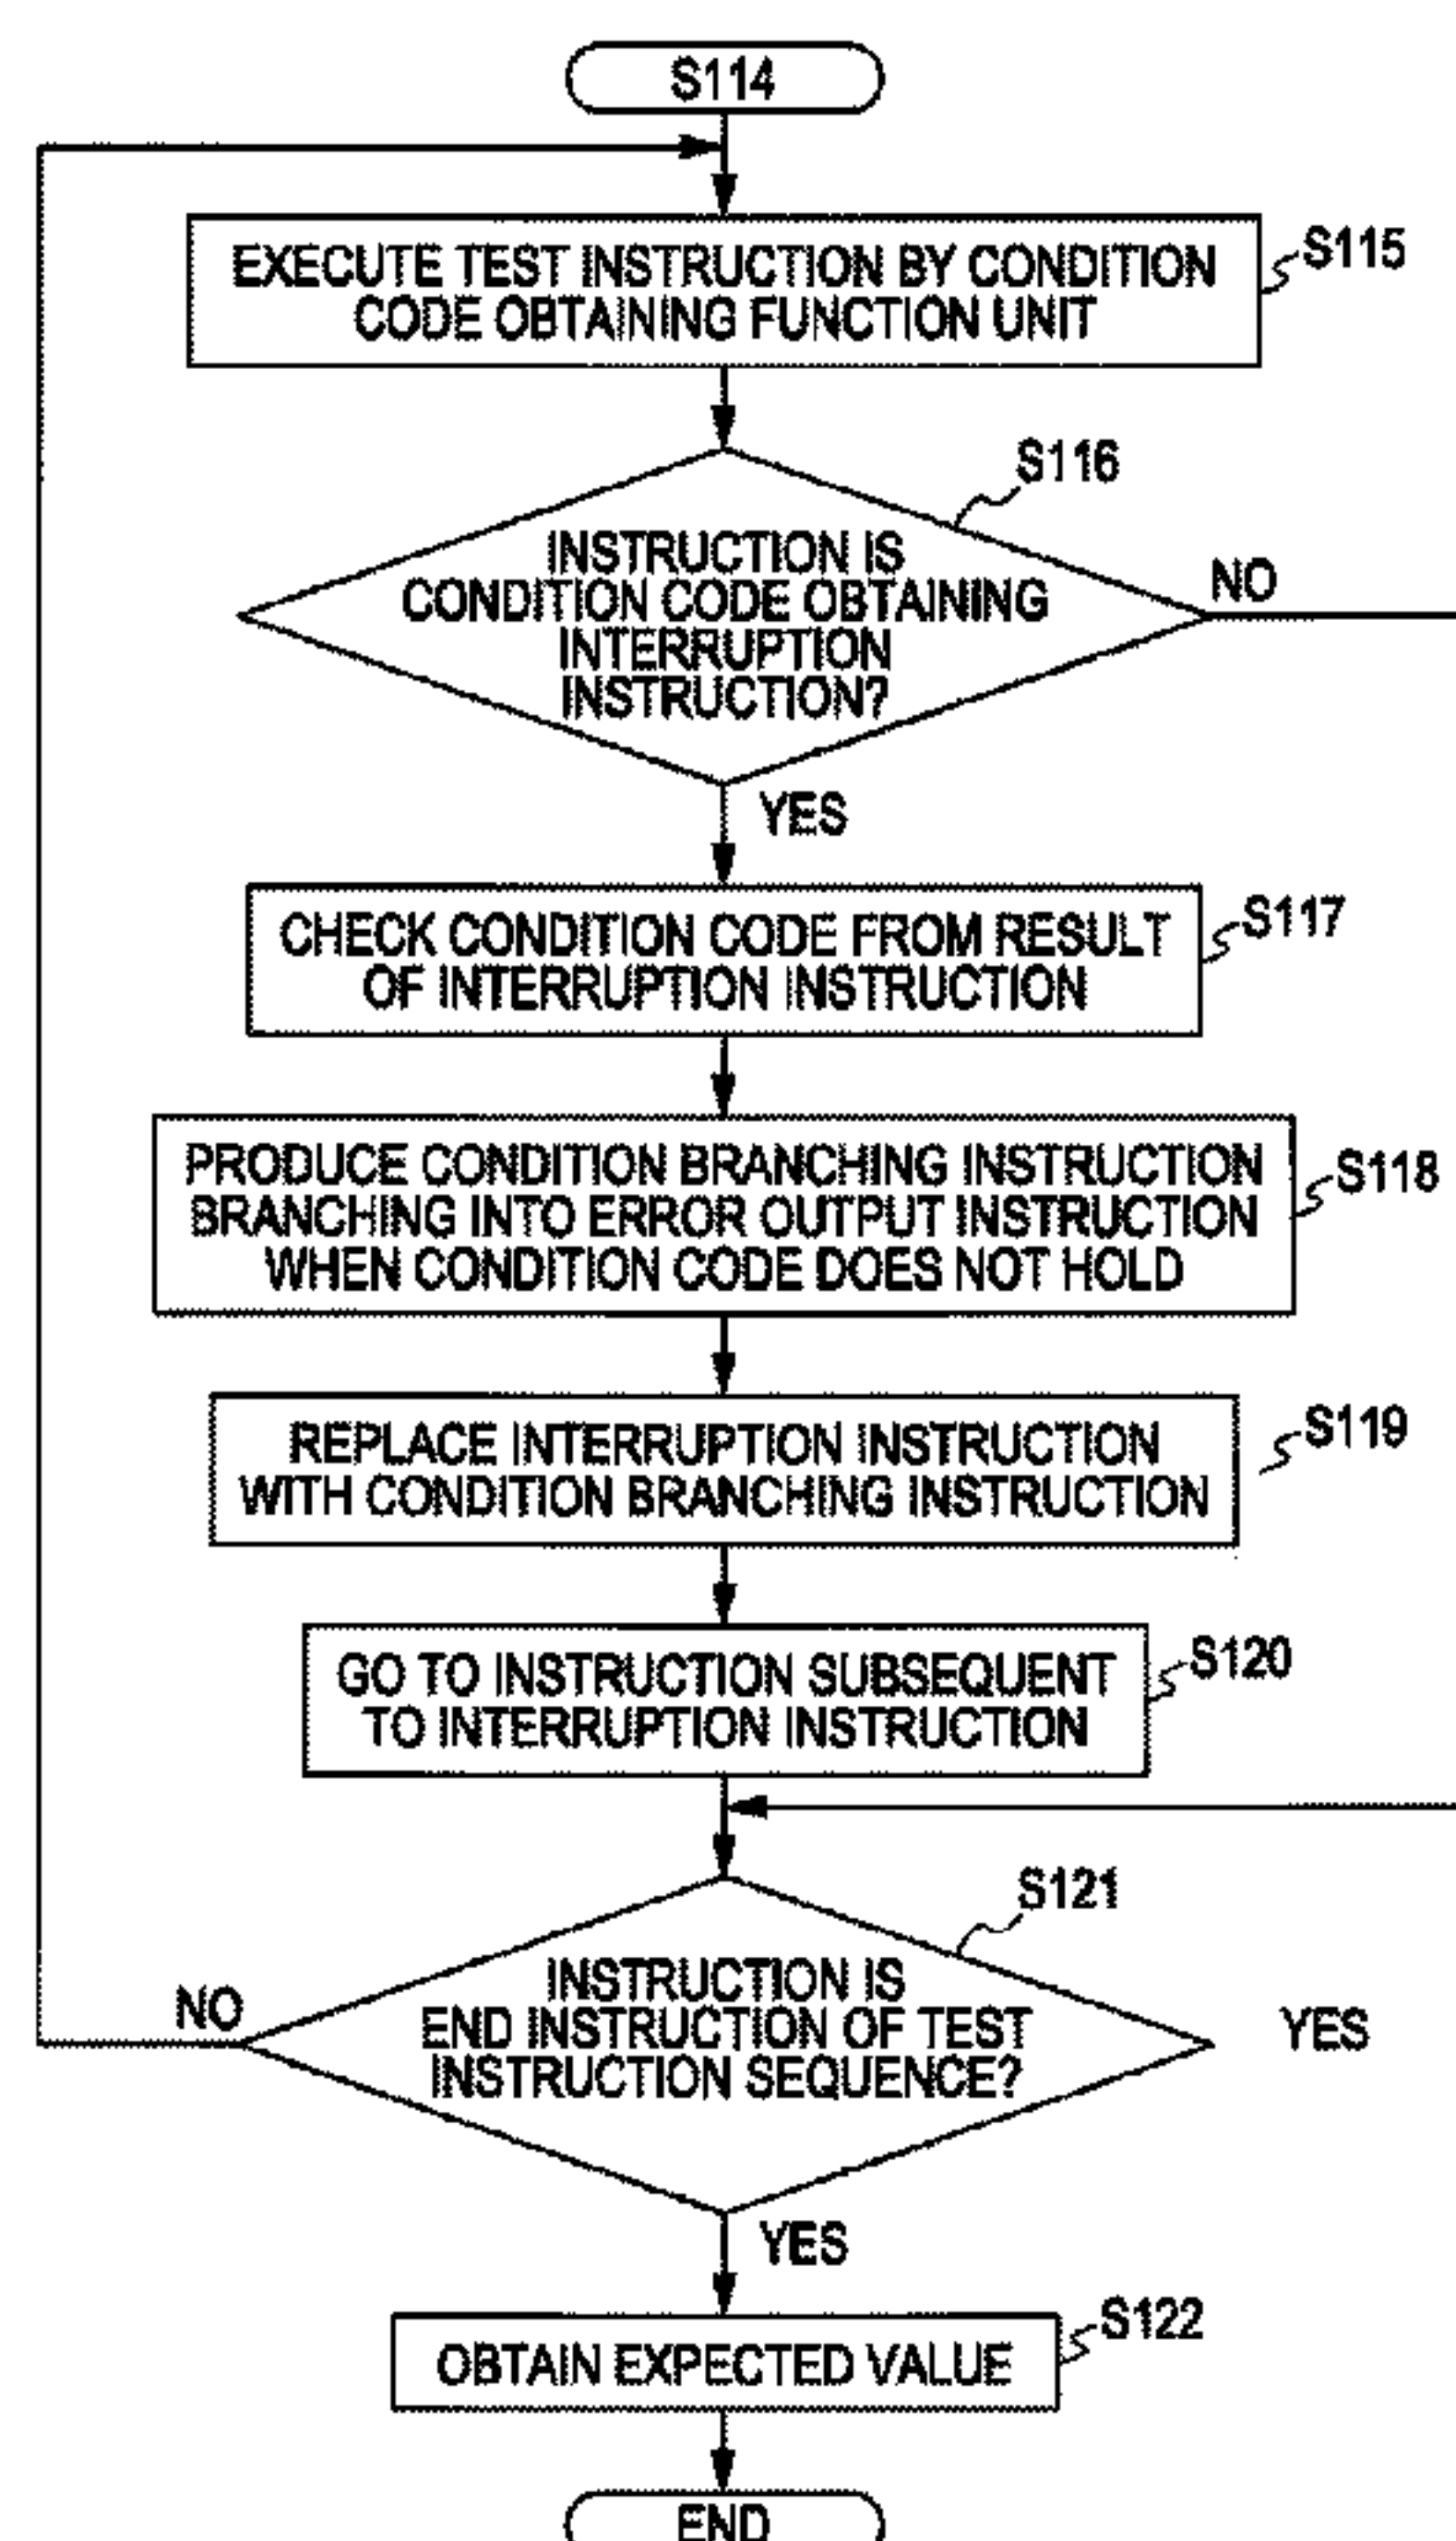 S114
EXECUTE TEST INSTRUCTION BY CONDITION
CODE OBTAINING FUNCTION UNIT
S115
S116
INSTRUCTION IS
CONDITION CODE OBTAINING
INTERRUPTION
INSTRUCTION?
NO
YES
CHECK CONDITION CODE FROM RESULT
OF INTERRUPTION INSTRUCTION
S117
PRODUCE CONDITION BRANCHING INSTRUCTION
BRANCHING INTO ERROR OUTPUT INSTRUCTION
WHEN CONDITION CODE DOES NOT HOLD
S118
REPLACE INTERRUPTION INSTRUCTION
WITH CONDITION BRANCHING INSTRUCTION
S119
GO TO INSTRUCTION SUBSEQUENT
TO INTERRUPTION INSTRUCTION
S120
S121
INSTRUCTION IS
END INSTRUCTION OF TEST
INSTRUCTION SEQUENCE?
NO
YES
YES
OBTAIN EXPECTED VALUE
S122
END